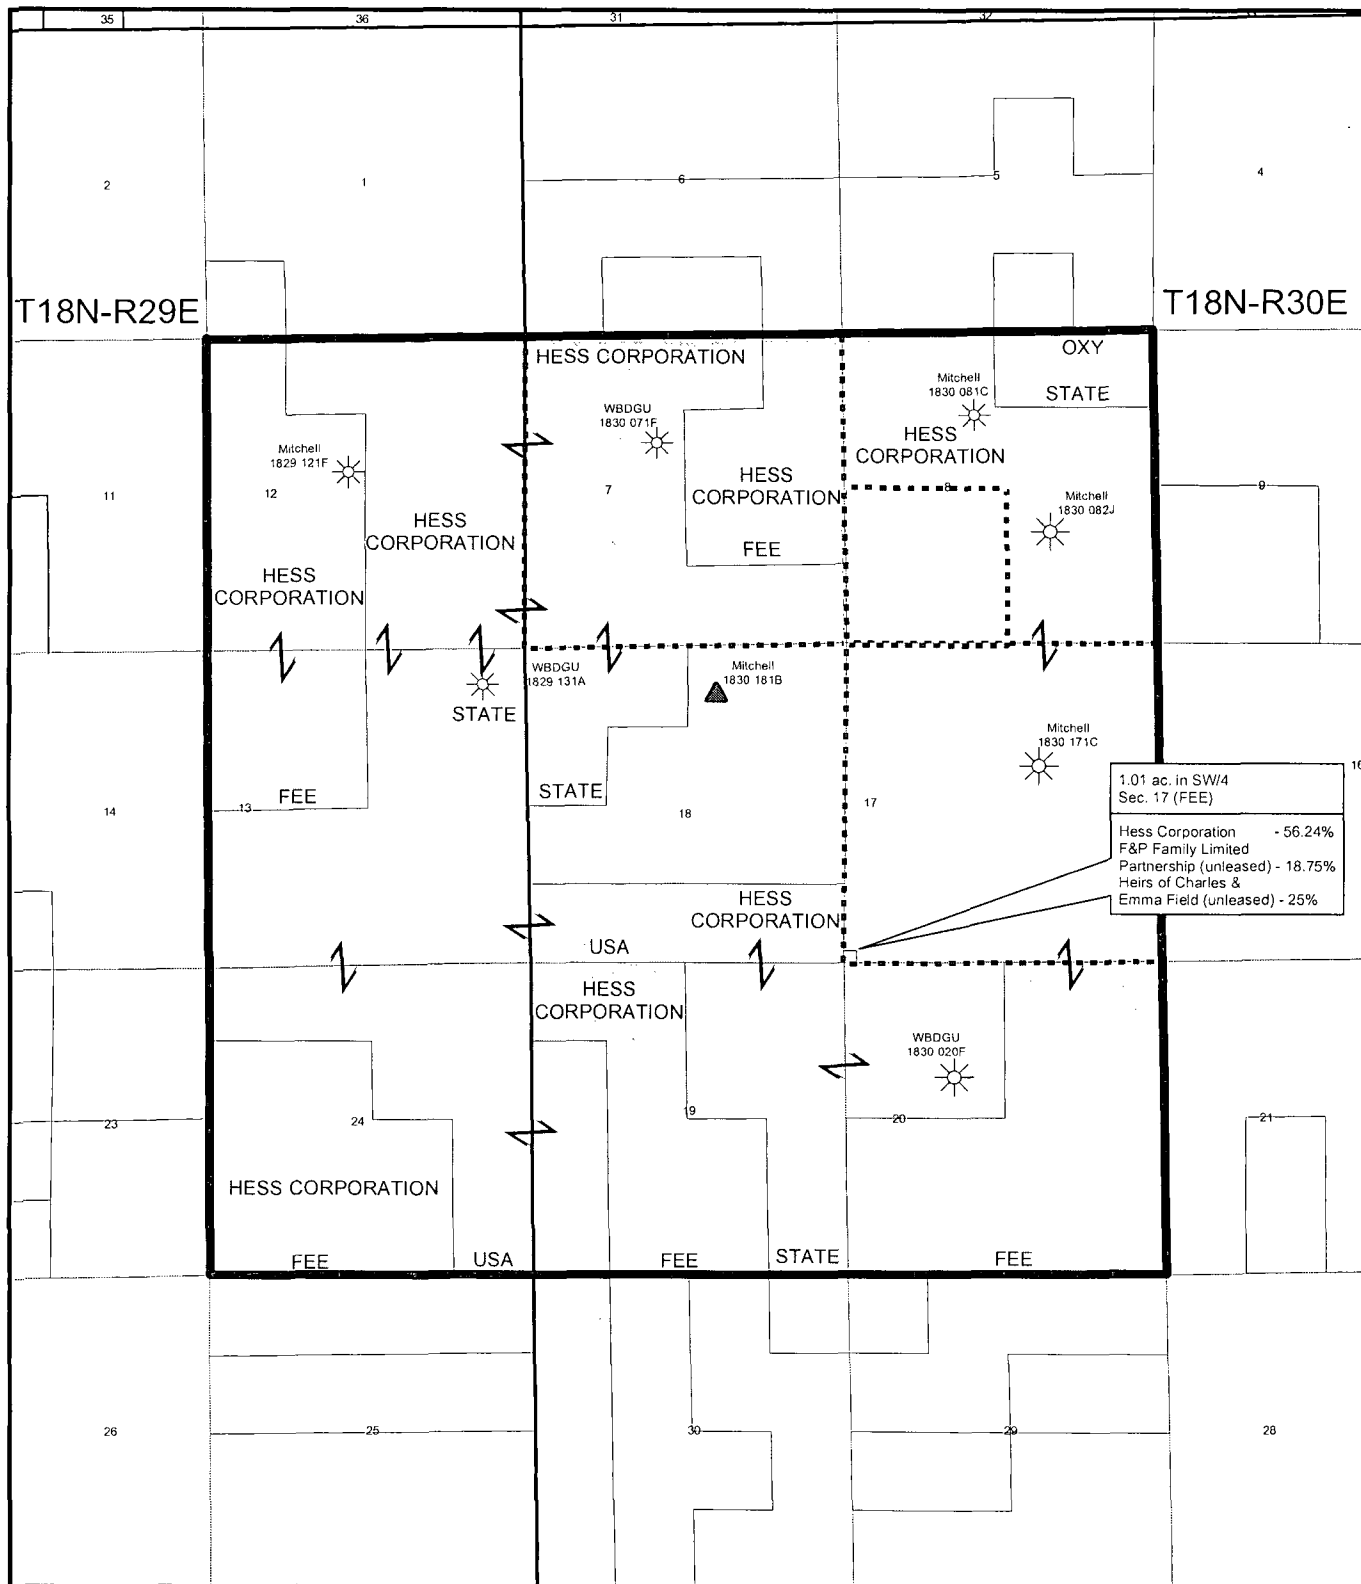 35
36
31
32
2
1
6
5
4
T18N-R29E
T18N-R30E
HESS CORPORATION
OXY
Mitchell
1830 081C
STATE
WBDGU
1830 071F
HESS
CORPORATION
Mitchell
1829 121F
HESS
CORPORATION
11
12
7
8
9
Mitchell
1830 082J
HESS
CORPORATION
FEE
HESS
CORPORATION
WBDGU
1829 131A
Mitchell
1830 181B
STATE
Mitchell
1830 171C
16
1.01 ac. in SW/4
Sec. 17 (FEE)
Hess Corporation - 56.24%
F&P Family Limited
Partnership (unleased) - 18.75%
Heirs of Charles &
Emma Field (unleased) - 25%
FEE
STATE
14
13
18
17
HESS
CORPORATION
USA
HESS
CORPORATION
WBDGU
1830 020F
23
24
19
20
21
HESS CORPORATION
FEE
USA
FEE
STATE
FEE
26
25
30
29
28